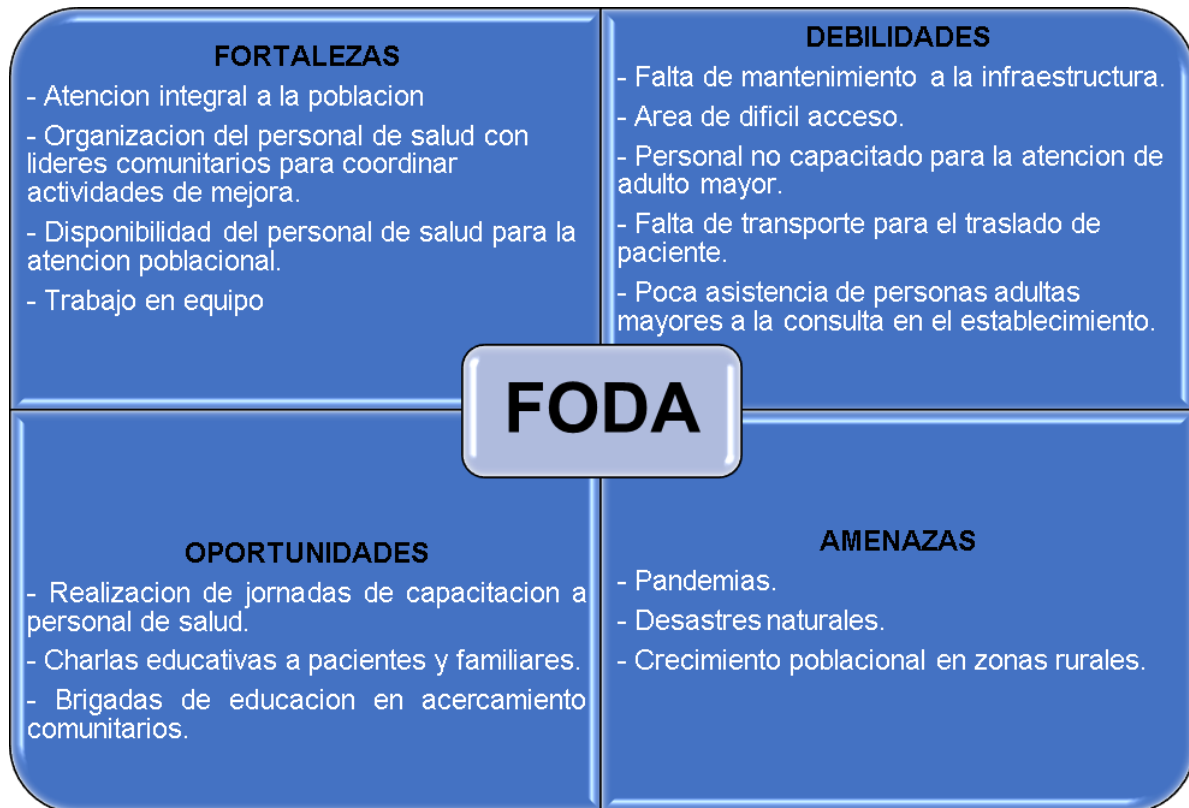 FORTALEZAS
- Atencion integral a la poblacion
- Organizacion del personal de salud con
lideres comunitarios para coordinar
actividades de mejora.
- Disponibilidad del personal de salud para la
atencion poblacional.
- Trabajo en equipo
DEBILIDADES
- Falta de mantenimiento a la infraestructura.
- Area de dificil acceso.
- Personal no capacitado para la atencion de
adulto mayor.
- Falta de transporte para el traslado de
paciente.
- Poca asistencia de personas adultas
mayores a la consulta en el establecimiento.
FODA
OPORTUNIDADES
- Realizacion de jornadas de capacitacion a
personal de salud.
- Charlas educativas a pacientes y familiares.
- Brigadas de educacion en acercamiento
comunitarios.
AMENAZAS
- Pandemias.
- Desastres naturales.
- Crecimiento poblacional en zonas rurales.